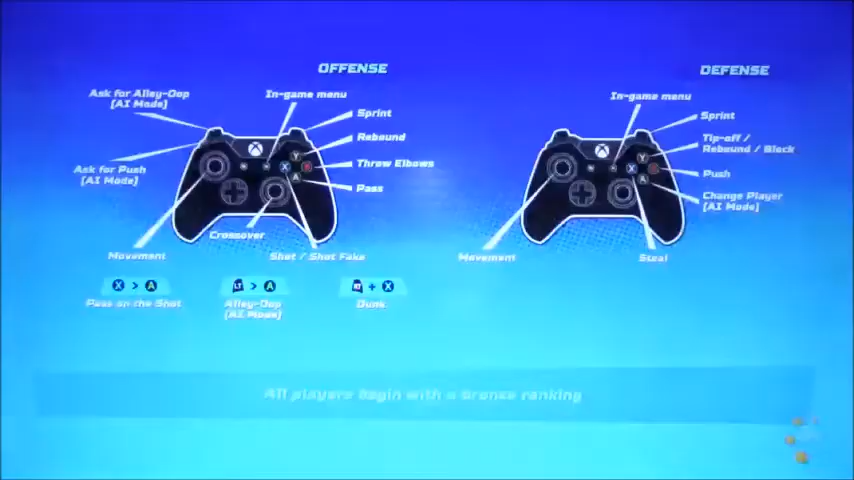 OFFENSE
Ask for Alley-Oop
[AI Mode]
Ask for Push
[AI Mode]
In-game menu
Sprint
Rebound
Throw Elbows
Pass
Movement
Crossover
Shot / Shot Fake
Y
X
B
A
X > A
Pass on the Shot
LT > A
Alley-Oop
[AI Mode]
RT + X
Dunk
DEFENSE
In-game menu
Sprint
Tip-off /
Rebound / Block
Push
Change Player
[AI Mode]
Movement
Steal
Y
X
B
A
All players begin with a bronze ranking